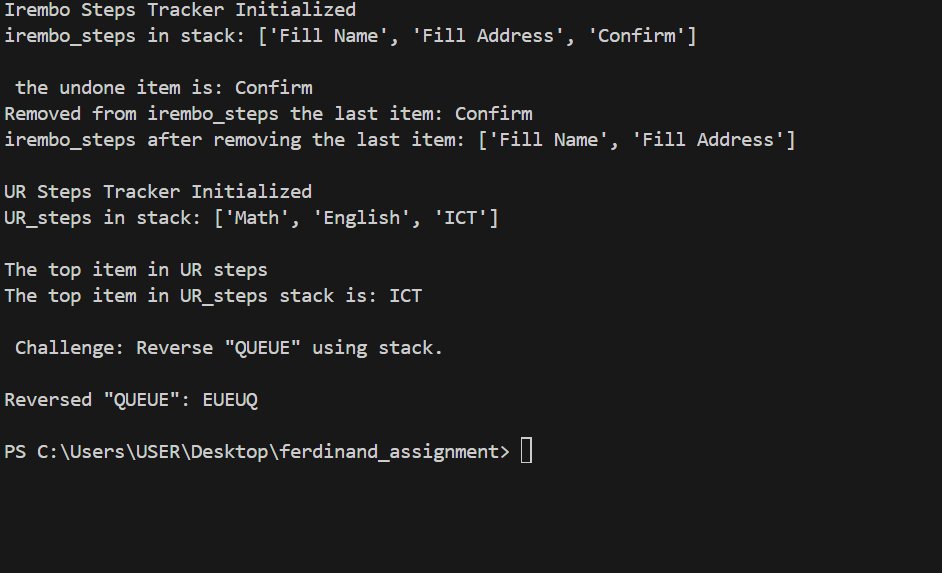 Irembo Steps Tracker Initialized
irembo_steps in stack: ['Fill Name', 'Fill Address', 'Confirm']
the undone item is: Confirm
Removed from irembo_steps the last item: Confirm
irembo_steps after removing the last item: ['Fill Name', 'Fill Address']
UR Steps Tracker Initialized
UR_steps in stack: ['Math', 'English', 'ICT']
The top item in UR steps
The top item in UR_steps stack is: ICT
Challenge: Reverse "QUEUE" using stack.
Reversed "QUEUE": EUEUQ
PS C:\Users\USER\Desktop\ferdinand_assignment>